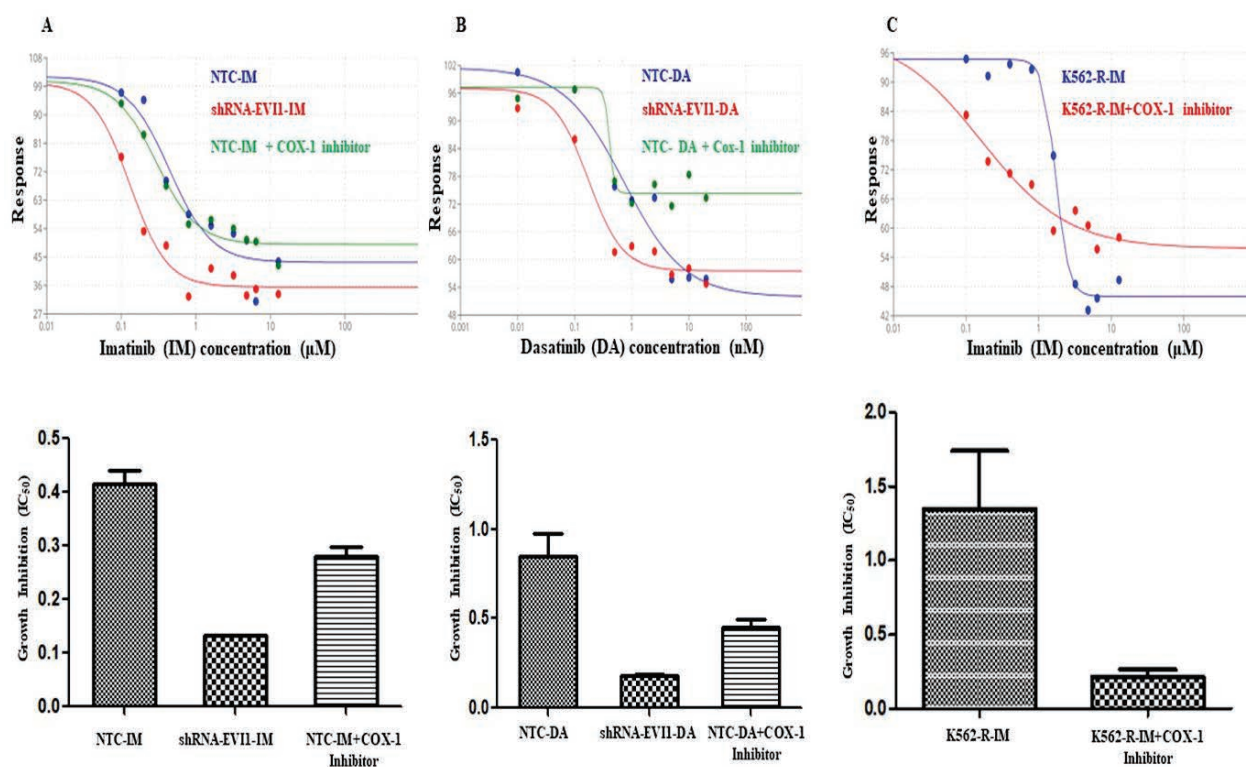 A
108
99
90
81
72
63
54
45
36
27
Response
NTC-IM
shRNA-EVI1-IM
NTC-IM + COX-1 inhibitor
0.01 0.1 1 10 100
Imatinib (IM) concentration (µM)
B
102
96
90
84
78
72
66
60
54
48
Response
NTC-DA
shRNA-EVI1-DA
NTC- DA + Cox-1 inhibitor
0.001 0.01 0.1 1 10 100
Dasatinib (DA) concentration (nM)
C
96
90
84
78
72
66
60
54
48
42
Response
K562-R-IM
K562-R-IM+COX-1 inhibitor
0.01 0.1 1 10 100
Imatinib (IM) concentration (µM)
Growth Inhibition (IC50)
0.5
0.4
0.3
0.2
0.1
0.0
NTC-IM shRNA-EVI1-IM NTC-IM+COX-1
Inhibitor
Growth Inhibition (IC50)
1.5
1.0
0.5
0.0
NTC-DA shRNA-EVI1-DA NTC-DA+COX-1
Inhibitor
Growth Inhibition (IC50)
2.0
1.5
1.0
0.5
0.0
K562-R-IM K562-R-IM+COX-1
Inhibitor